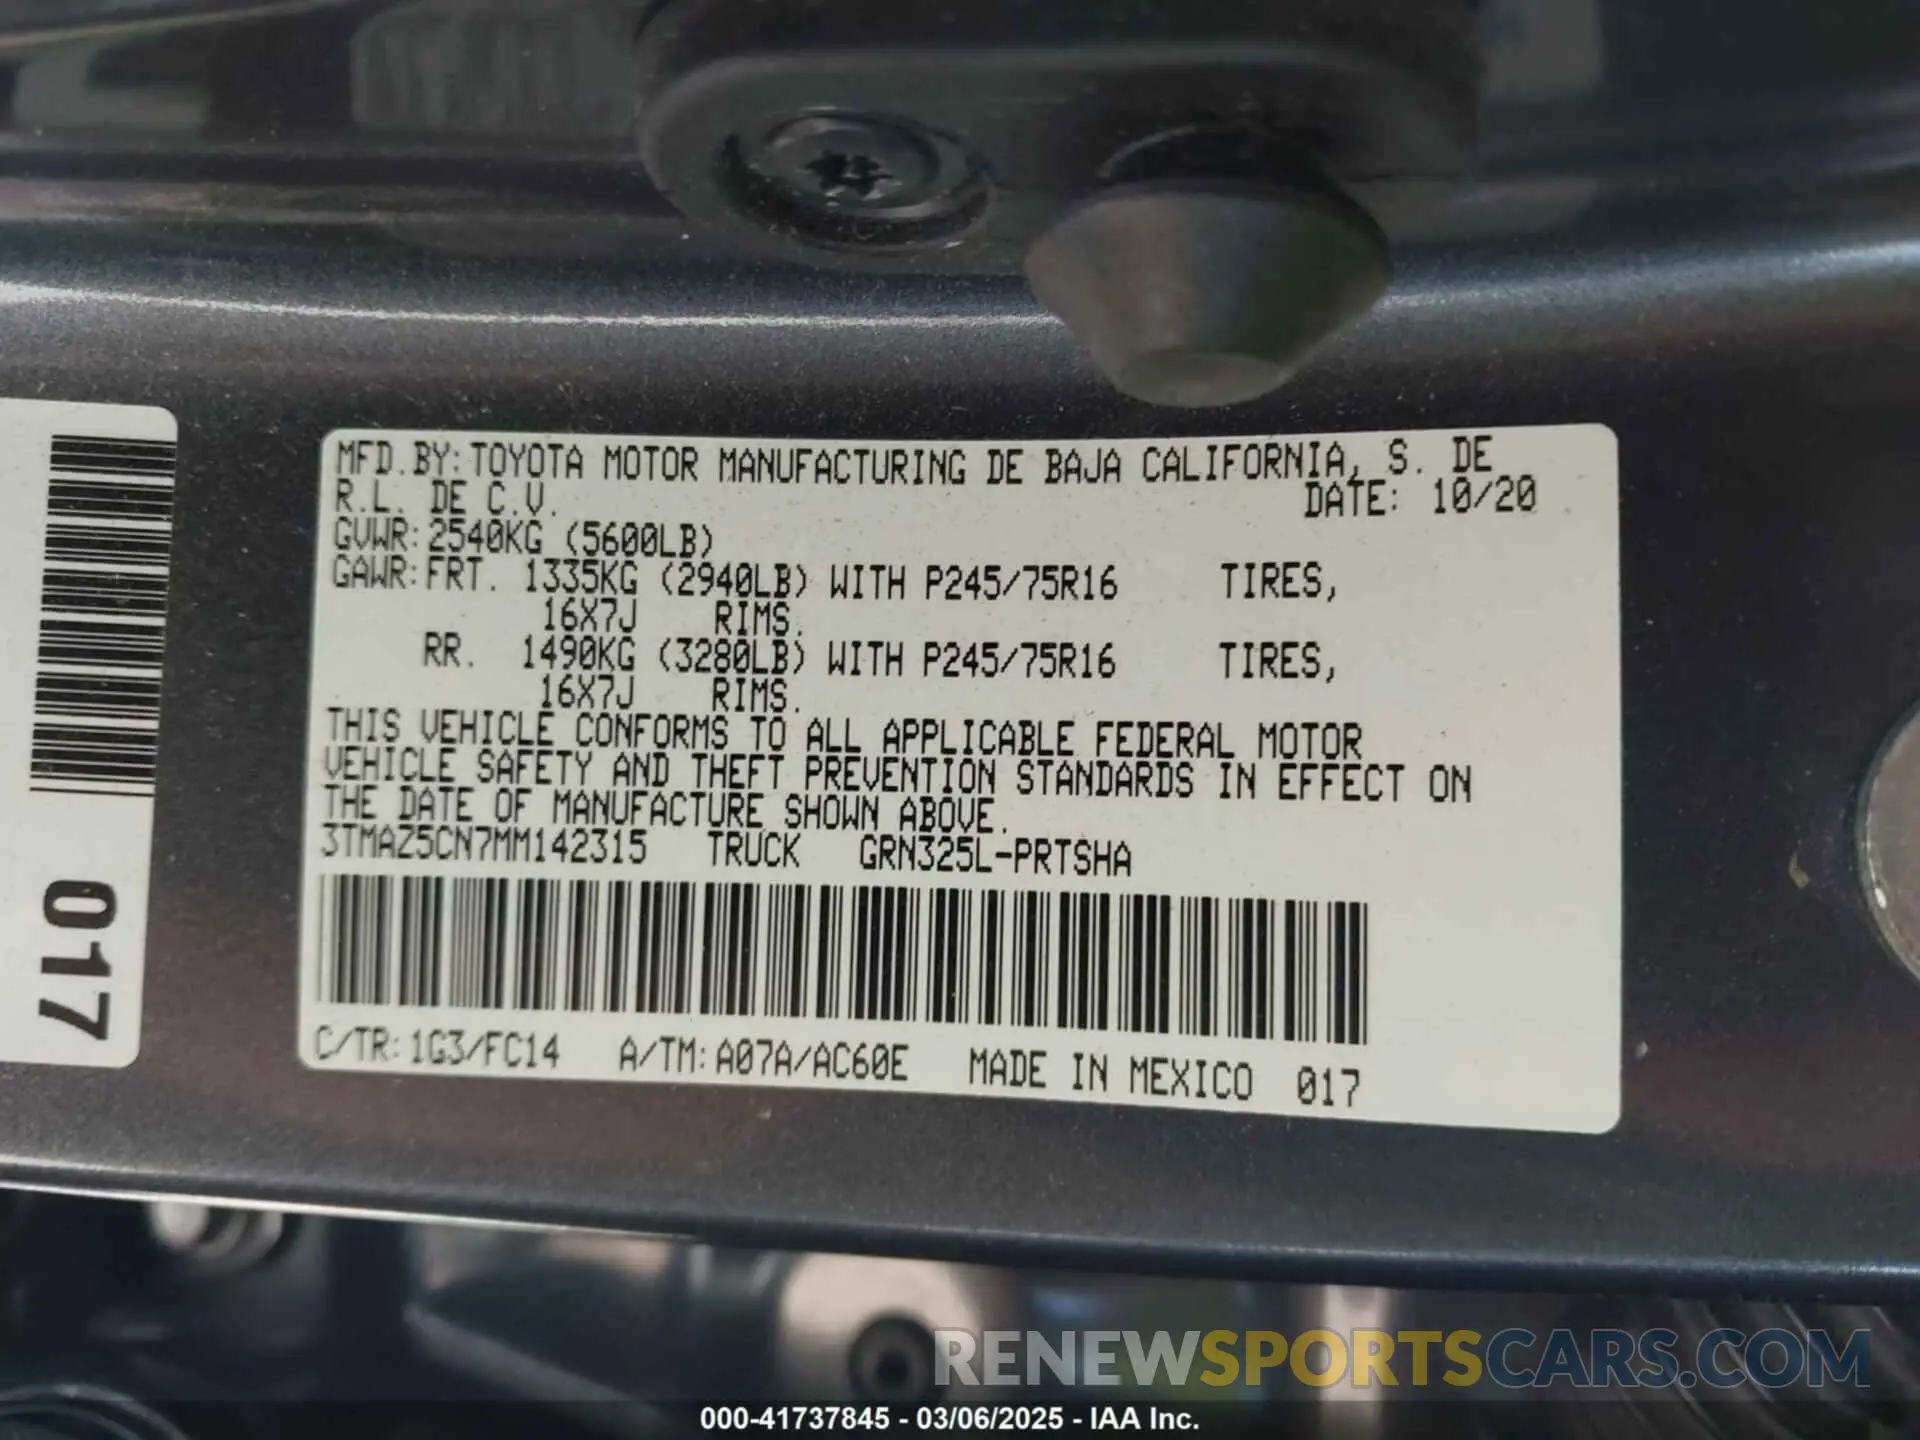 MFD.BY: TOYOTA MOTOR MANUFACTURING DE BAJA CALIFORNIA, S. DE
R.L. DE C.V. DATE: 10/20
GVWR: 2540KG (5600LB)
GAWR: FRT. 1335KG (2940LB) WITH P245/75R16 TIRES,
16X7J RIMS.
RR. 1490KG (3280LB) WITH P245/75R16 TIRES,
16X7J RIMS.
THIS VEHICLE CONFORMS TO ALL APPLICABLE FEDERAL MOTOR
VEHICLE SAFETY AND THEFT PREVENTION STANDARDS IN EFFECT ON
THE DATE OF MANUFACTURE SHOWN ABOVE.
3TMAZ5CN7MM142315 TRUCK GRN325L-PRTSHA
C/TR: 1G3/FC14 A/TM: A07A/AC60E MADE IN MEXICO 017
017
RENEWSPORTSCARS.COM
000-41737845 - 03/06/2025 - IAA Inc.